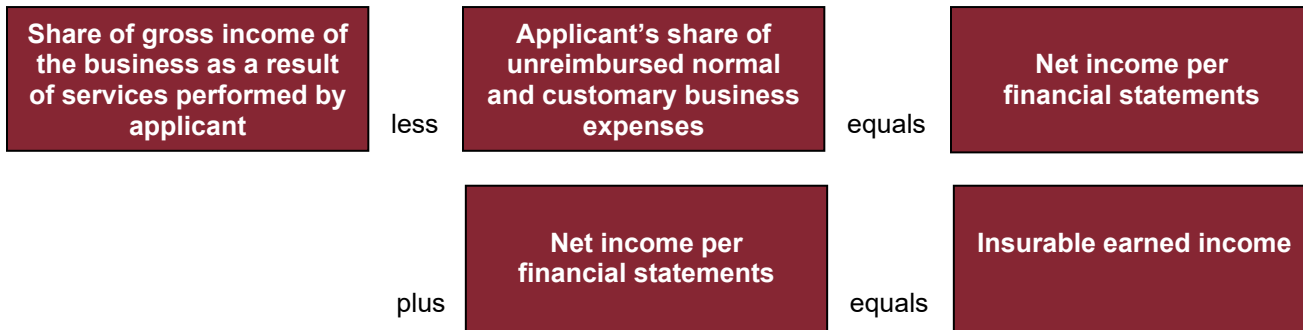 Share of gross income of
the business as a result
of services performed by
applicant
less
Applicant’s share of
unreimbursed normal
and customary business
expenses
equals
Net income per
financial statements
plus
Net income per
financial statements
equals
Insurable earned income